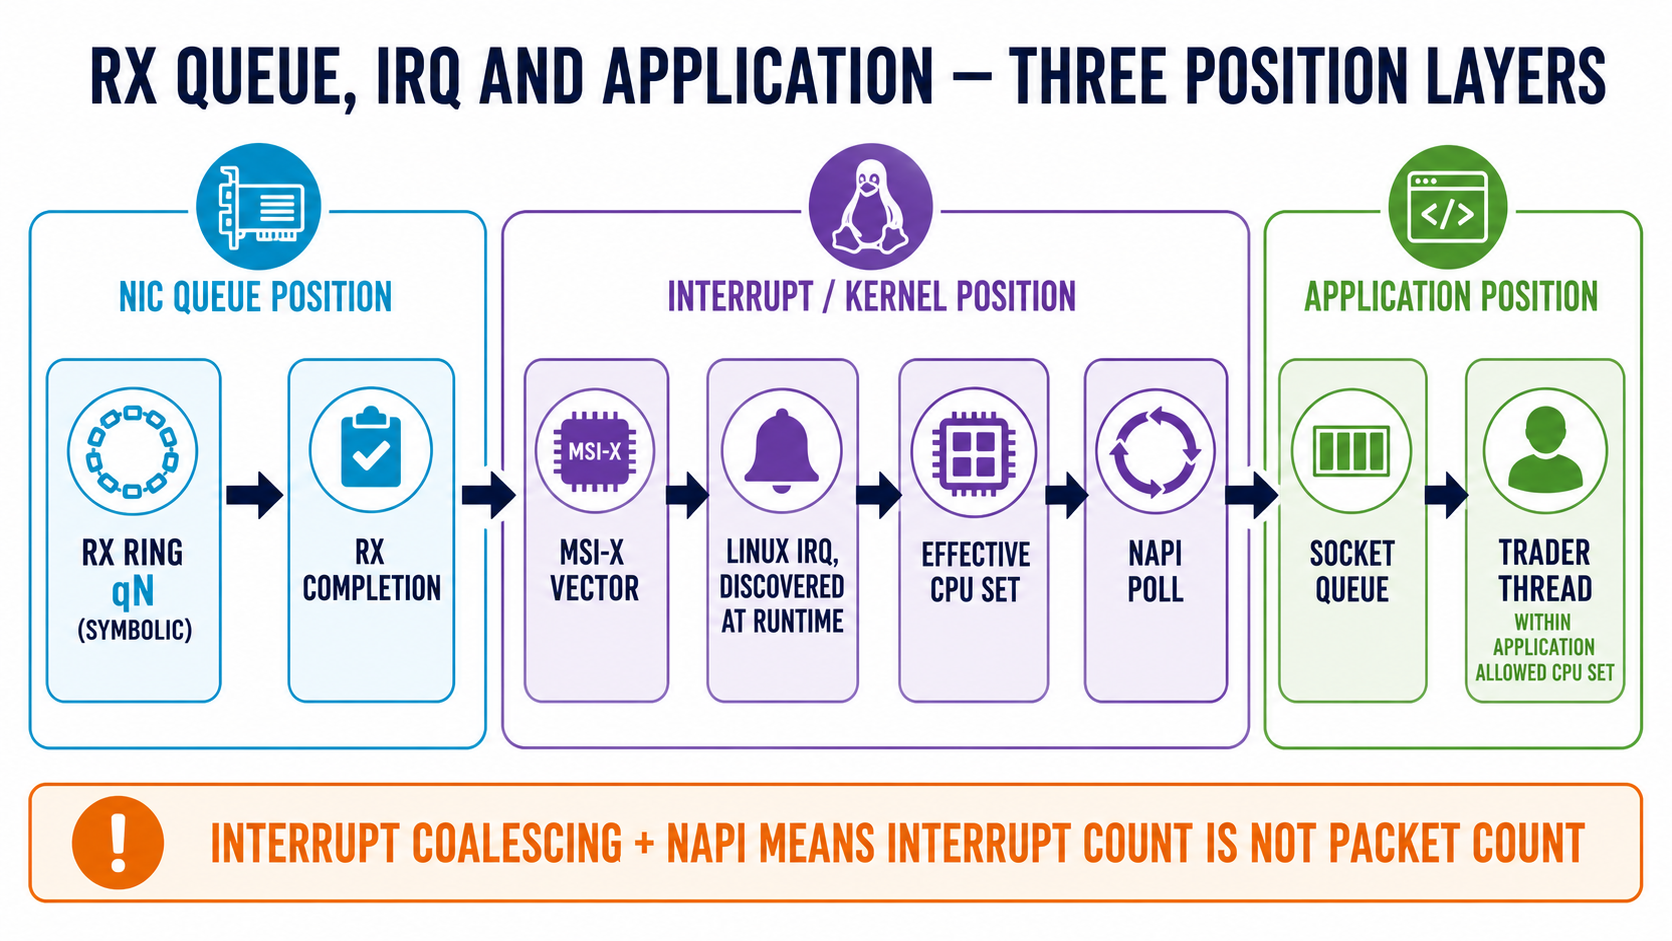 RX QUEUE, IRQ AND APPLICATION – THREE POSITION LAYERS
NIC QUEUE POSITION
RX RING
qN
(SYMBOLIC)
RX
COMPLETION
INTERRUPT / KERNEL POSITION
MSI-X
MSI-X
VECTOR
LINUX IRQ,
DISCOVERED
AT RUNTIME
EFFECTIVE
CPU SET
NAPI
POLL
APPLICATION POSITION
</>
SOCKET
QUEUE
TRADER
THREAD
WITHIN
APPLICATION
ALLOWED CPU SET
!
INTERRUPT COALESCING + NAPI MEANS INTERRUPT COUNT IS NOT PACKET COUNT